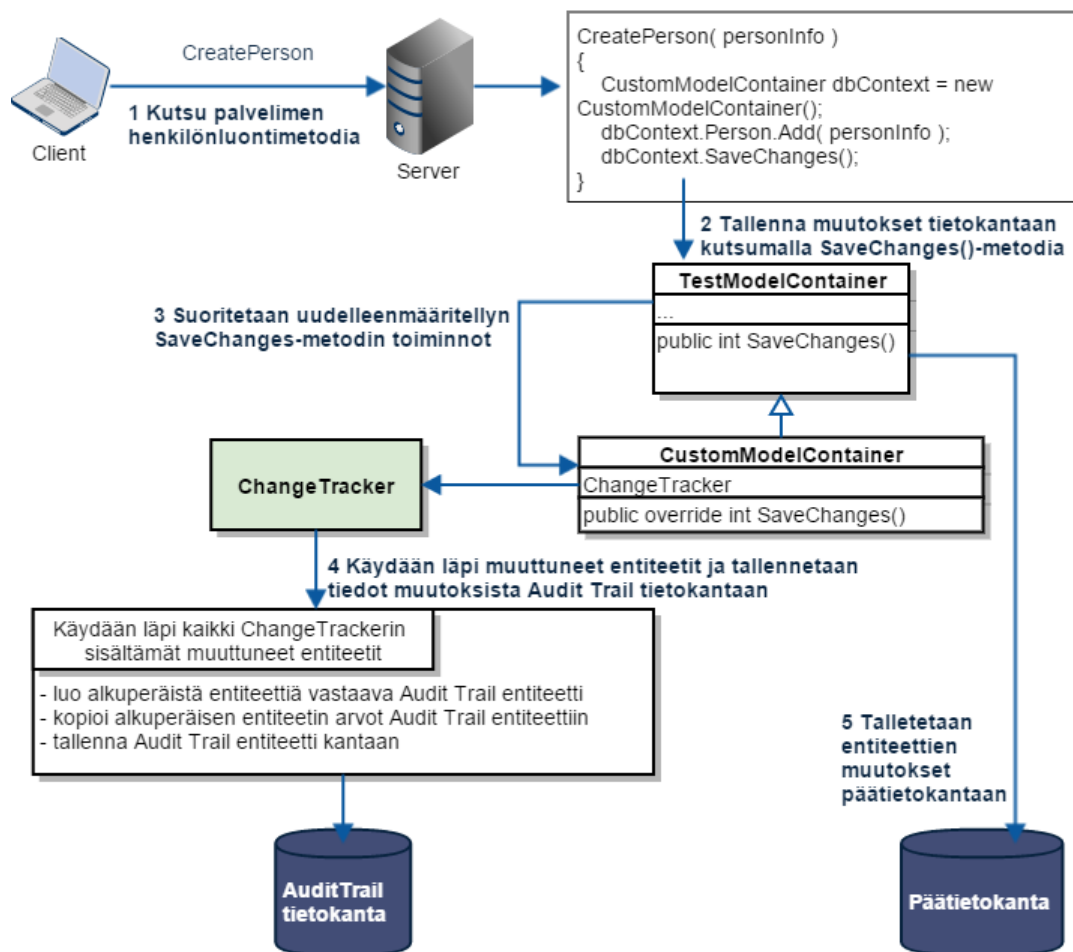 CreatePerson
1 Kutsu palvelimen
henkilönluontimetodia
Client
Server
CreatePerson( personInfo )
{
CustomModelContainer dbContext = new
CustomModelContainer();
dbContext.Person.Add( personInfo );
dbContext.SaveChanges();
}
2 Tallenna muutokset tietokantaan
kutsumalla SaveChanges()-metodia
TestModelContainer
...
public int SaveChanges()
3 Suoritetaan uudelleenmääritellyn
SaveChanges-metodin toiminnot
CustomModelContainer
ChangeTracker
public override int SaveChanges()
ChangeTracker
4 Käydään läpi muuttuneet entiteetit ja tallennetaan
tiedot muutoksista Audit Trail tietokantaan
Käydään läpi kaikki ChangeTrackerin
sisältämät muuttuneet entiteetit
- luo alkuperäistä entiteettiä vastaava Audit Trail entiteetti
- kopioi alkuperäisen entiteetin arvot Audit Trail entiteettiin
- tallenna Audit Trail entiteetti kantaan
5 Talletetaan
entiteettien
muutokset
päätietokantaan
AuditTrail
tietokanta
Päätietokanta